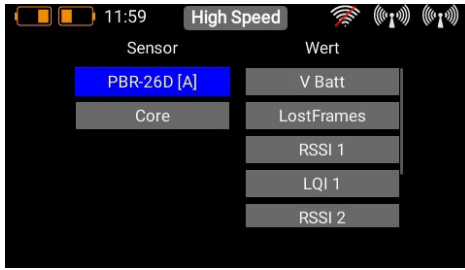 11:59 High Speed
Sensor Wert
PBR-26D [A] V Batt
Core LostFrames
RSSI 1
LQI 1
RSSI 2